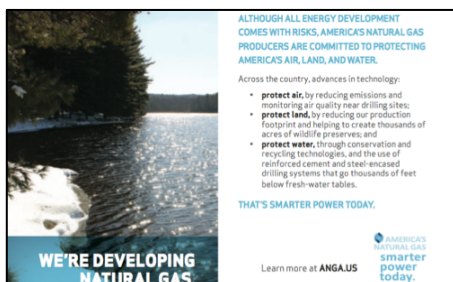 ALTHOUGH ALL ENERGY DEVELOPMENT
COMES WITH RISKS, AMERICA'S NATURAL GAS
PRODUCERS ARE COMMITTED TO PROTECTING
AMERICA'S AIR, LAND, AND WATER.
Across the country, advances in technology:
• protect air, by reducing emissions and
monitoring air quality near drilling sites;
• protect land, by reducing our production
footprint and helping to create thousands of
acres of wildlife preserves; and
• protect water, through conservation and
recycling technologies, and the use of
reinforced cement and steel-encased
drilling systems that go thousands of feet
below fresh-water tables.
THAT'S SMARTER POWER TODAY.
WE'RE DEVELOPING
NATURAL GAS
Learn more at ANGA.US
AMERICA'S
NATURAL GAS
smarter
power
today.